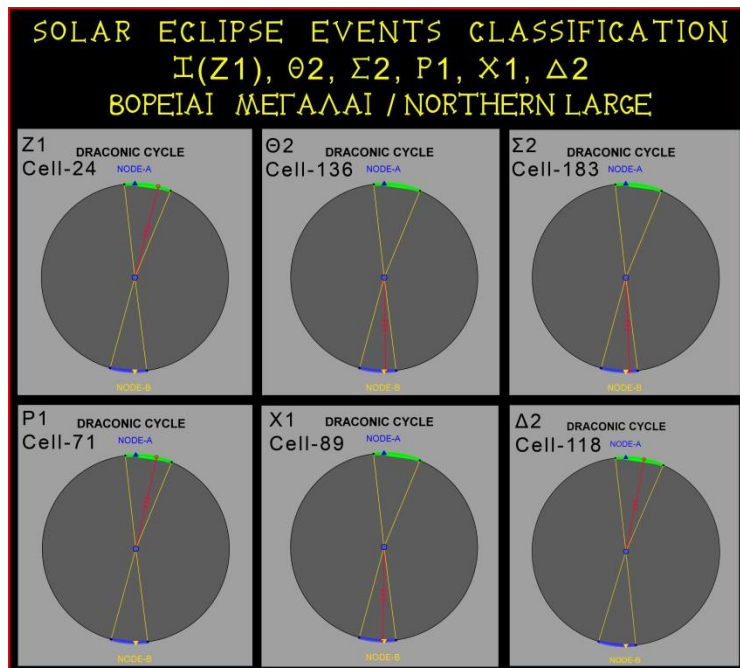 SOLAR ECLIPSE EVENTS CLASSIFICATION
Ɪ(Z1), Θ2, Σ2, Ρ1, Χ1, Δ2
ΒΟΡΕΙΑΙ ΜΕΓΑΛΑΙ / NORTHERN LARGE
Z1
DRACONIC CYCLE
Cell-24
NODE-A
NODE-B
Θ2
DRACONIC CYCLE
Cell-136
NODE-A
NODE-B
Σ2
DRACONIC CYCLE
Cell-183
NODE-A
NODE-B
Ρ1
DRACONIC CYCLE
Cell-71
NODE-A
NODE-B
Χ1
DRACONIC CYCLE
Cell-89
NODE-A
NODE-B
Δ2
DRACONIC CYCLE
Cell-118
NODE-A
NODE-B